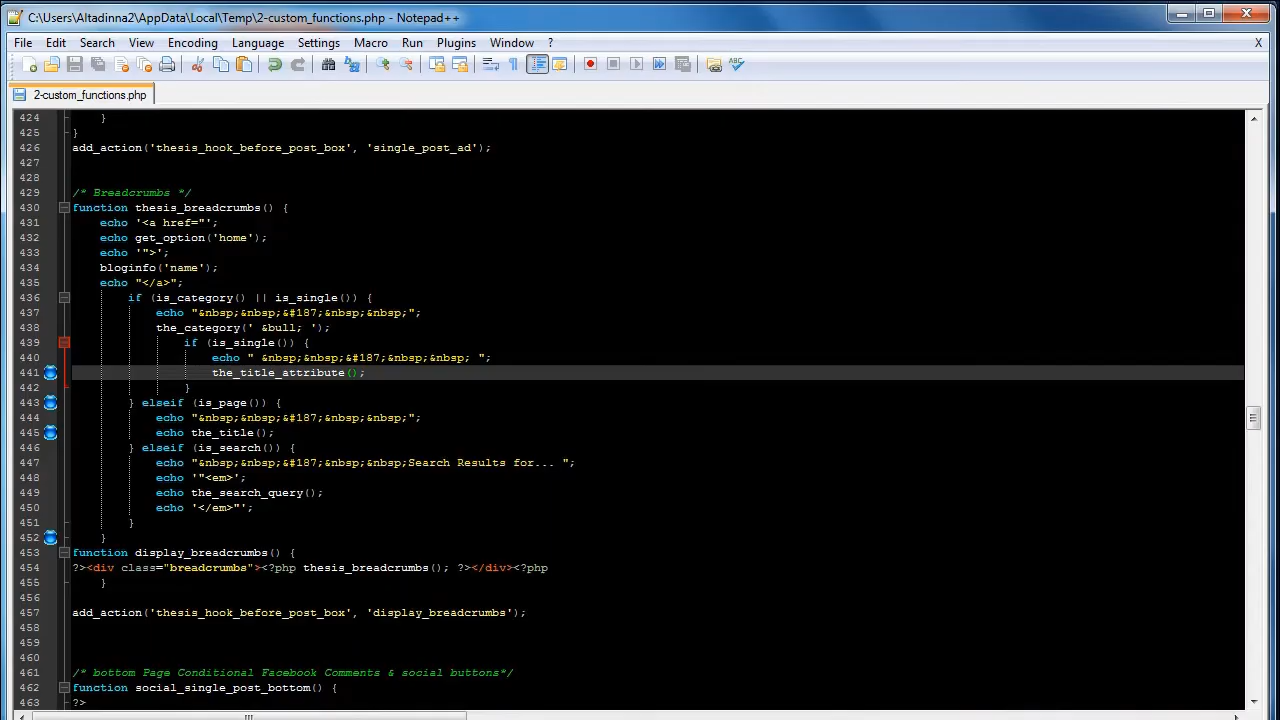 C:\Users\Altadinna2\AppData\Local\Temp\2-custom_functions.php - Notepad++
File Edit Search View Encoding Language Settings Macro Run Plugins Window ? X
2-custom_functions.php
424 }
425 }
426 add_action('thesis_hook_before_post_box', 'single_post_ad');
427
428
429 /* Breadcrumbs */
430 function thesis_breadcrumbs() {
431 echo '<a href="';
432 echo get_option('home');
433 echo '">';
434 bloginfo('name');
435 echo "</a>";
436 if (is_category() || is_single()) {
437 echo "&nbsp;&nbsp;&#187;&nbsp;&nbsp;";
438 the_category(' &bull; ');
439 if (is_single()) {
440 echo " &nbsp;&nbsp;&#187;&nbsp;&nbsp; ";
441 the_title_attribute();
442 }
443 } elseif (is_page()) {
444 echo "&nbsp;&nbsp;&#187;&nbsp;&nbsp;";
445 echo the_title();
446 } elseif (is_search()) {
447 echo "&nbsp;&nbsp;&#187;&nbsp;&nbsp;Search Results for... ";
448 echo '"<em>';
449 echo the_search_query();
450 echo '</em>"';
451 }
452 }
453 function display_breadcrumbs() {
454 ?><div class="breadcrumbs"><?php thesis_breadcrumbs(); ?></div><?php
455 }
456
457 add_action('thesis_hook_before_post_box', 'display_breadcrumbs');
458
459
460
461 /* bottom Page Conditional Facebook Comments & social buttons*/
462 function social_single_post_bottom() {
463 ?>